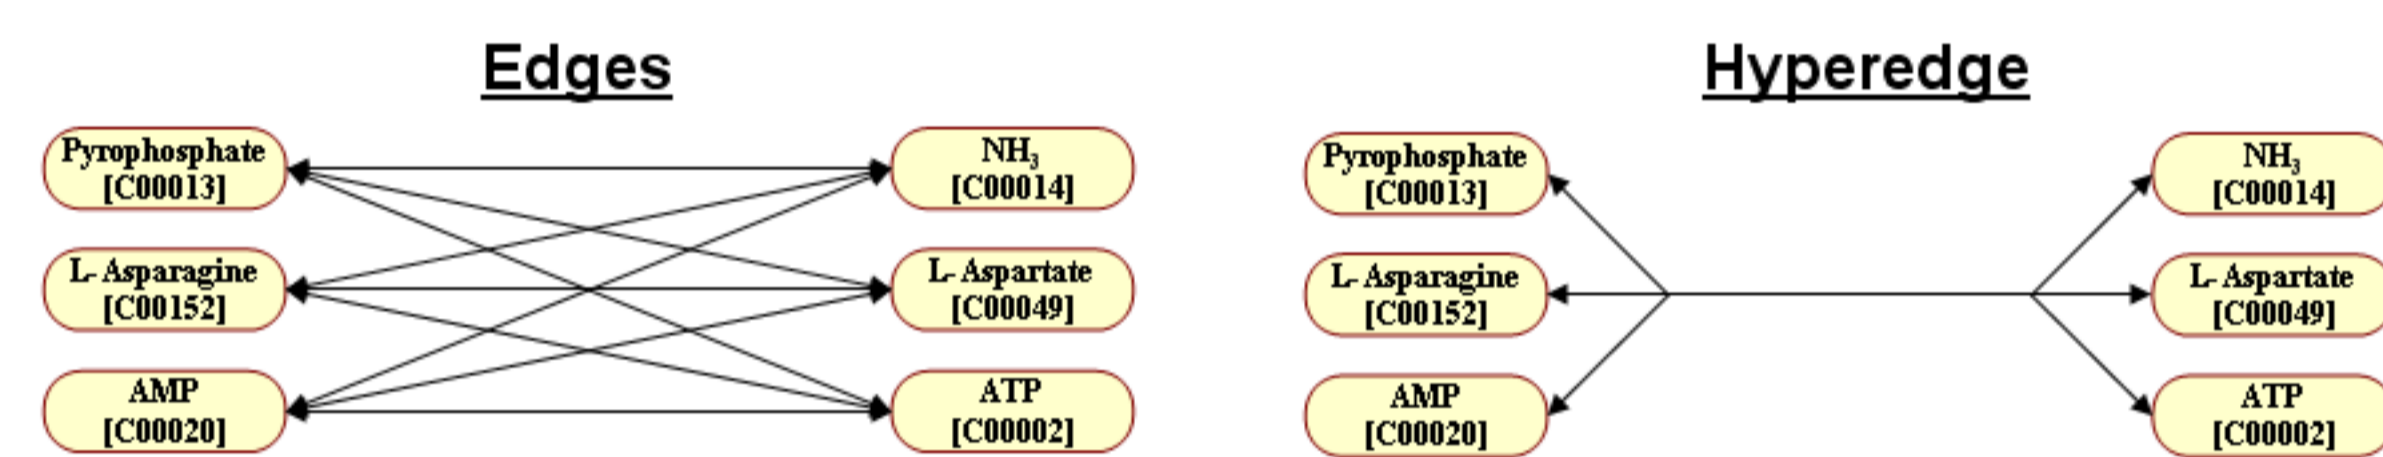 Edges
Pyrophosphate
[C00013]
NH₃
[C00014]
L-Asparagine
[C00152]
L-Aspartate
[C00049]
AMP
[C00020]
ATP
[C00002]
Hyperedge
Pyrophosphate
[C00013]
NH₃
[C00014]
L-Asparagine
[C00152]
L-Aspartate
[C00049]
AMP
[C00020]
ATP
[C00002]